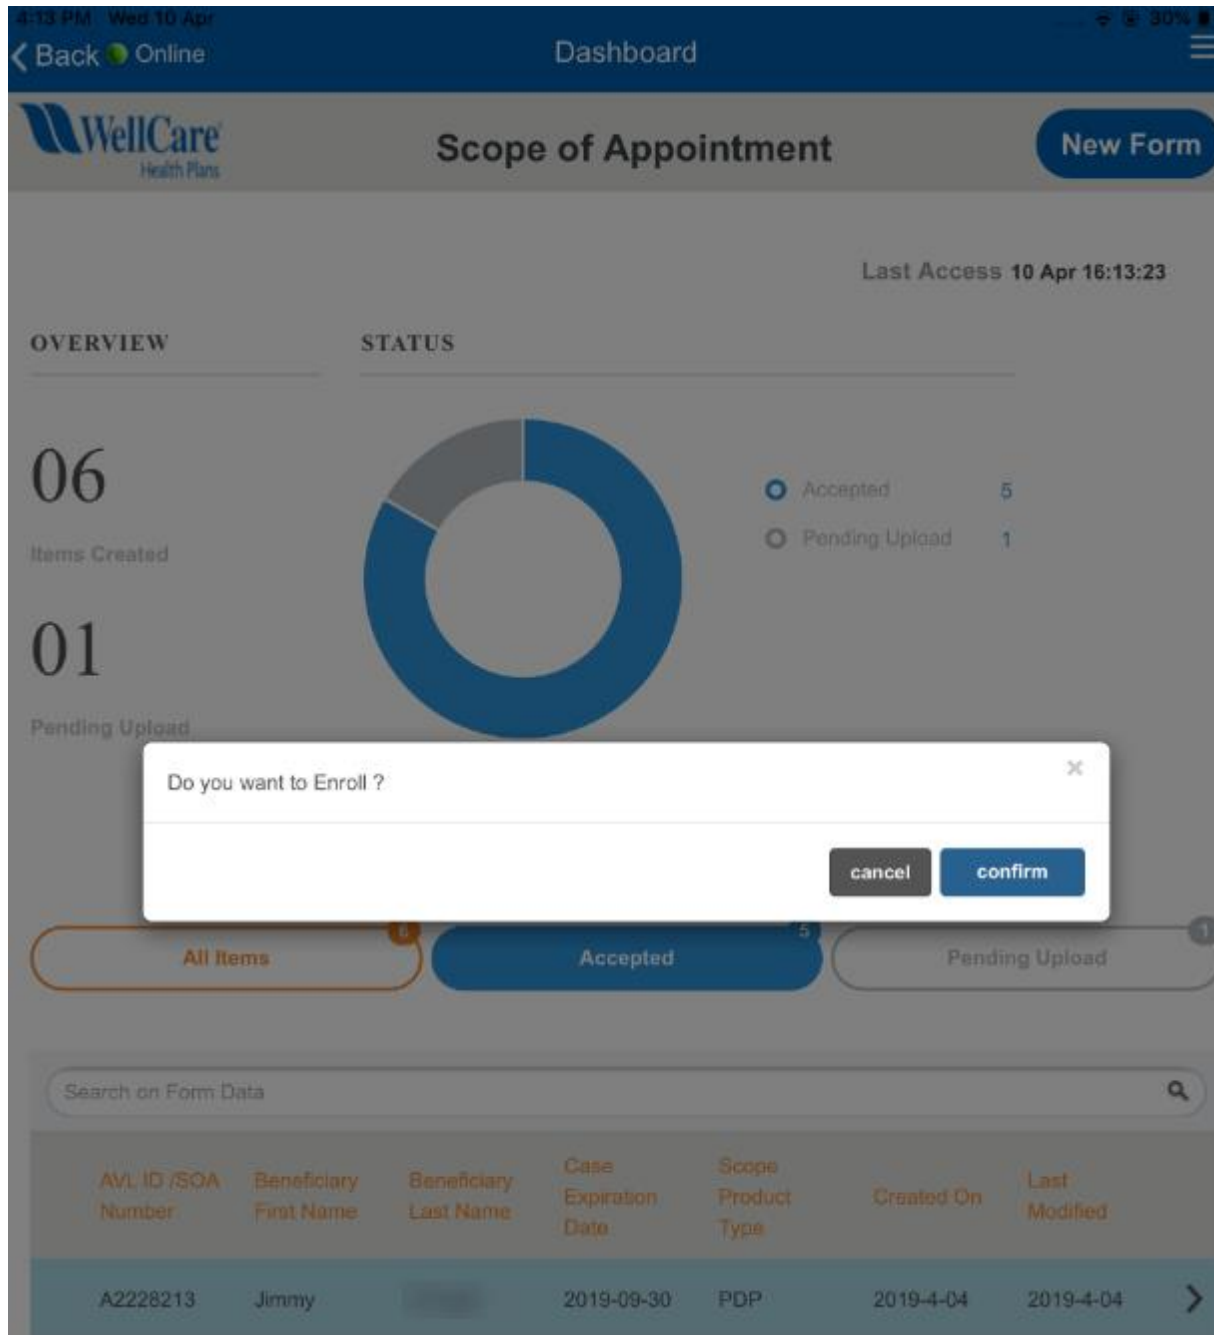 4:13 PM Wed 10 Apr 30%
Back Online Dashboard
WellCare
Health Plans
Scope of Appointment
New Form
Last Access 10 Apr 16:13:23
OVERVIEW STATUS
06
Items Created
01
Pending Upload
Accepted 5
Pending Upload 1
Do you want to Enroll ? ×
cancel confirm
All Items 6 Accepted 5 Pending Upload 1
Search on Form Data
AVL ID /SOA Beneficiary Beneficiary Case Scope Created On Last
Number First Name Last Name Expiration Product Modified
Date Type
A2228213 Jimmy 2019-09-30 PDP 2019-4-04 2019-4-04